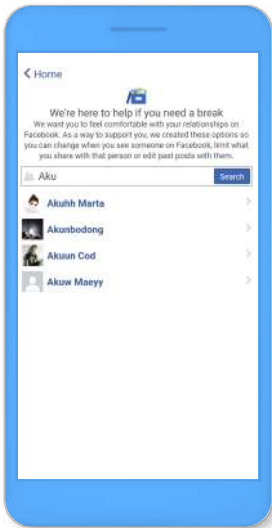 Home
We're here to help if you need a break
We want you to feel comfortable with your relationships on
Facebook. As a way to support you, we created these options so
you can change when you see someone on Facebook, limit what
you share with that person or edit past posts with them.
Aku
Search
Akuhh Marta
Akunbodong
Akuun Cod
Akuw Maeyy